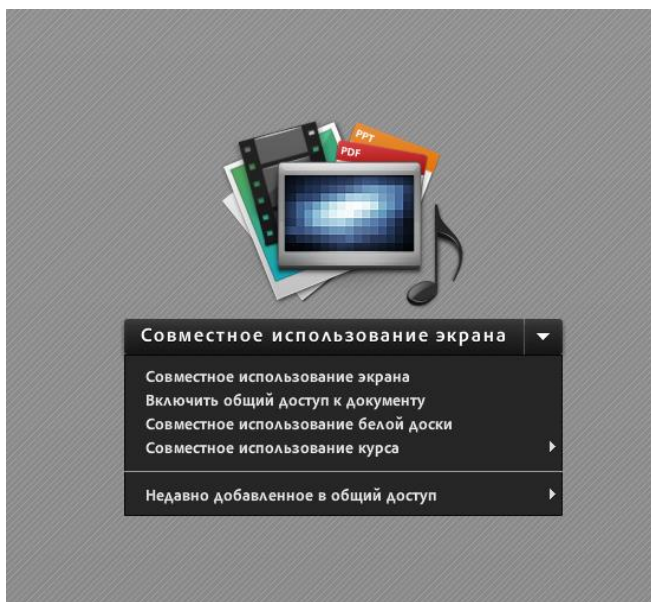 PPT
PDF
Совместное использование экрана
Совместное использование экрана
Включить общий доступ к документу
Совместное использование белой доски
Совместное использование курса
Недавно добавленное в общий доступ